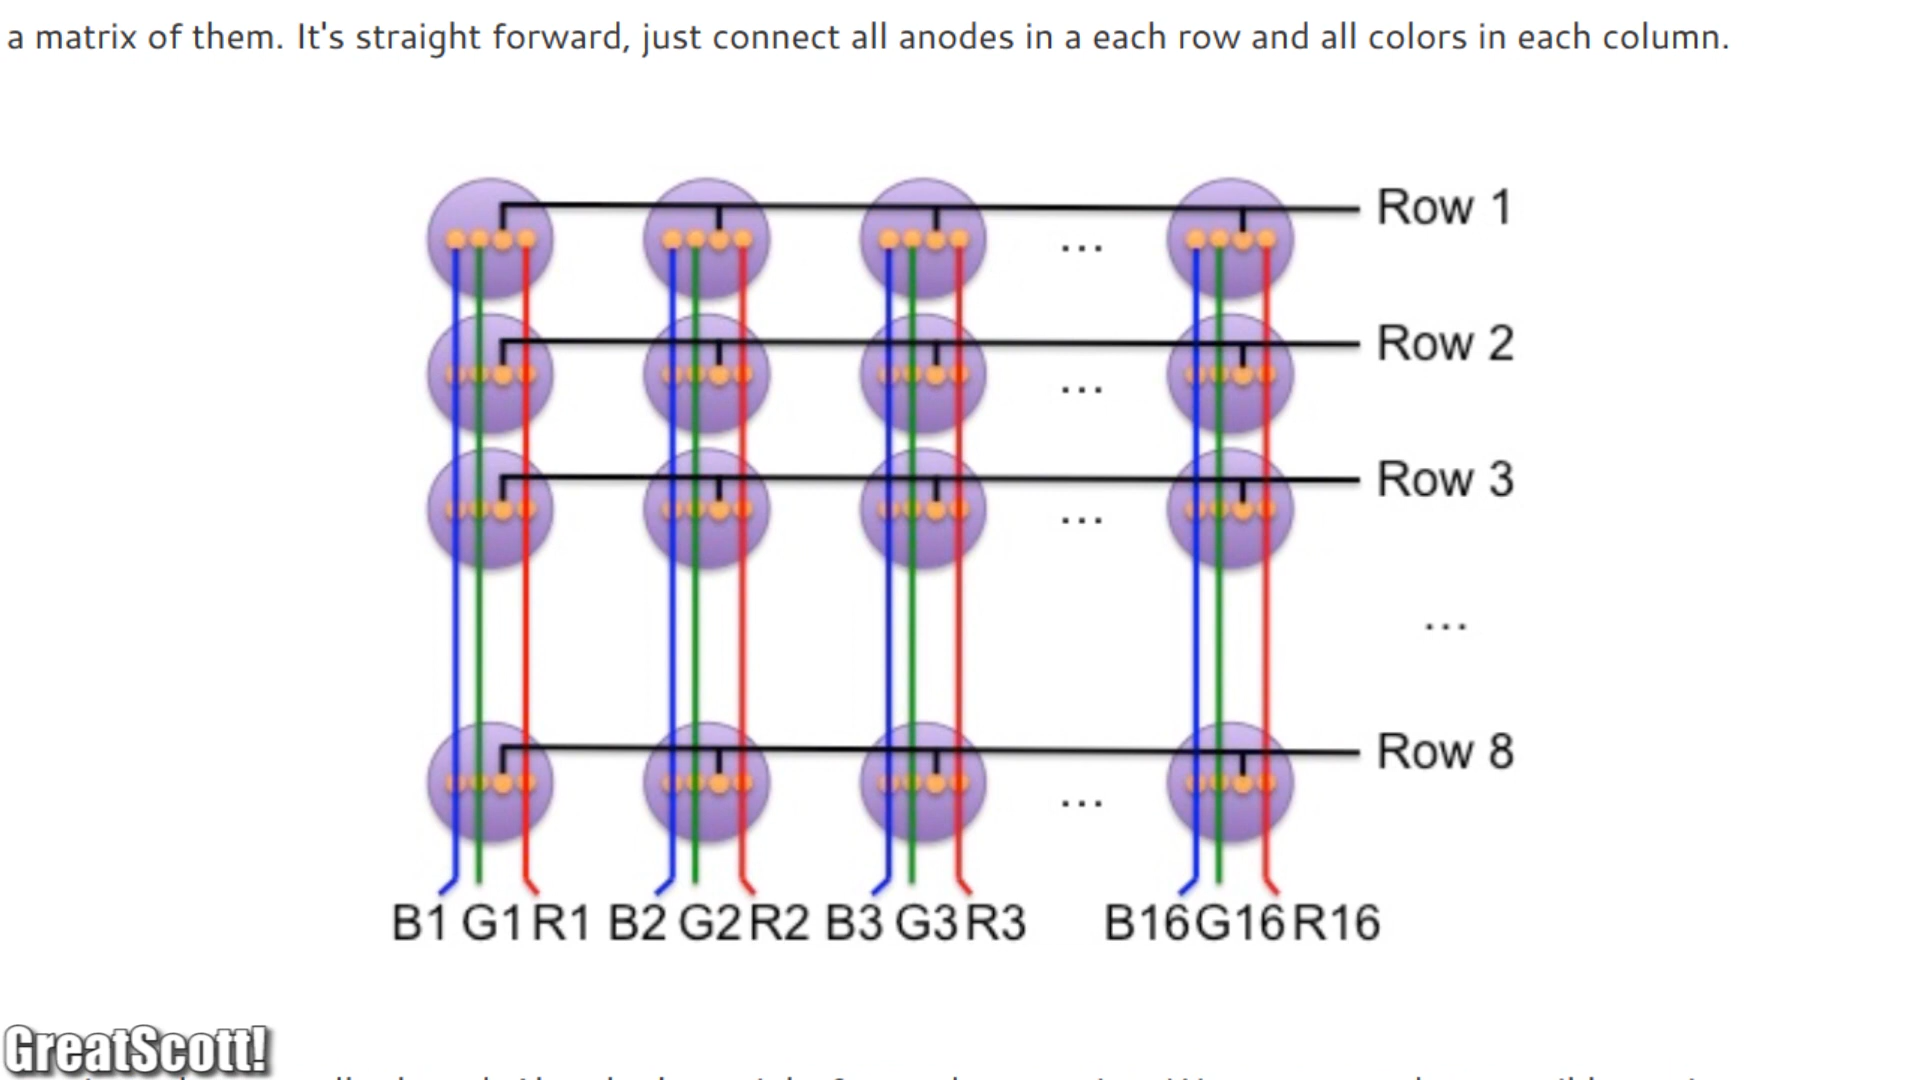 a matrix of them. It's straight forward, just connect all anodes in a each row and all colors in each column.
Row 1
...
Row 2
...
Row 3
...
...
Row 8
...
B1 G1 R1 B2 G2 R2 B3 G3 R3 B16 G16 R16
GreatScott!